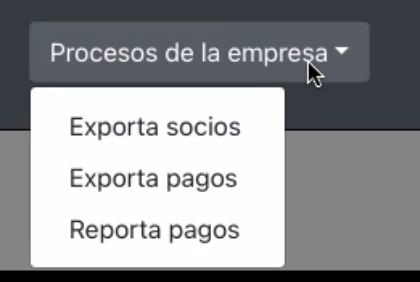 Procesos de la empresa
Exporta socios
Exporta pagos
Reporta pagos